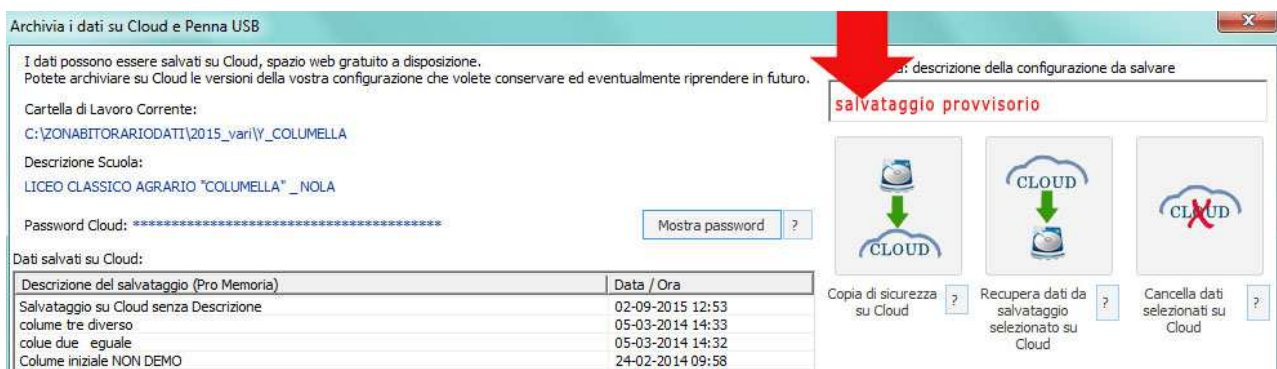 Archivia i dati su Cloud e Penna USB
I dati possono essere salvati su Cloud, spazio web gratuito a disposizione.
Potete archiviare su Cloud le versioni della vostra configurazione che volete conservare ed eventualmente riprendere in futuro.
Cartella di Lavoro Corrente:
C:\ZONABITORARIODATI\2015_vari\Y_COLUMELLA
Descrizione Scuola:
LICEO CLASSICO AGRARIO "COLUMELLA" _NOLA
Password Cloud: ****************************************
Mostra password ?
Dati salvati su Cloud:
Descrizione del salvataggio (Pro Memoria) Data / Ora
Salvataggio su Cloud senza Descrizione 02-09-2015 12:53
colume tre diverso 05-03-2014 14:33
colue due eguale 05-03-2014 14:32
Colume iniziale NON DEMO 24-02-2014 09:58
descrizione della configurazione da salvare
salvataggio provvisorio
CLOUD
CLOUD
CLOUD
Copia di sicurezza
su Cloud
?
Recupera dati da
salvataggio
selezionato su
Cloud
?
Cancella dati
selezionati su
Cloud
?